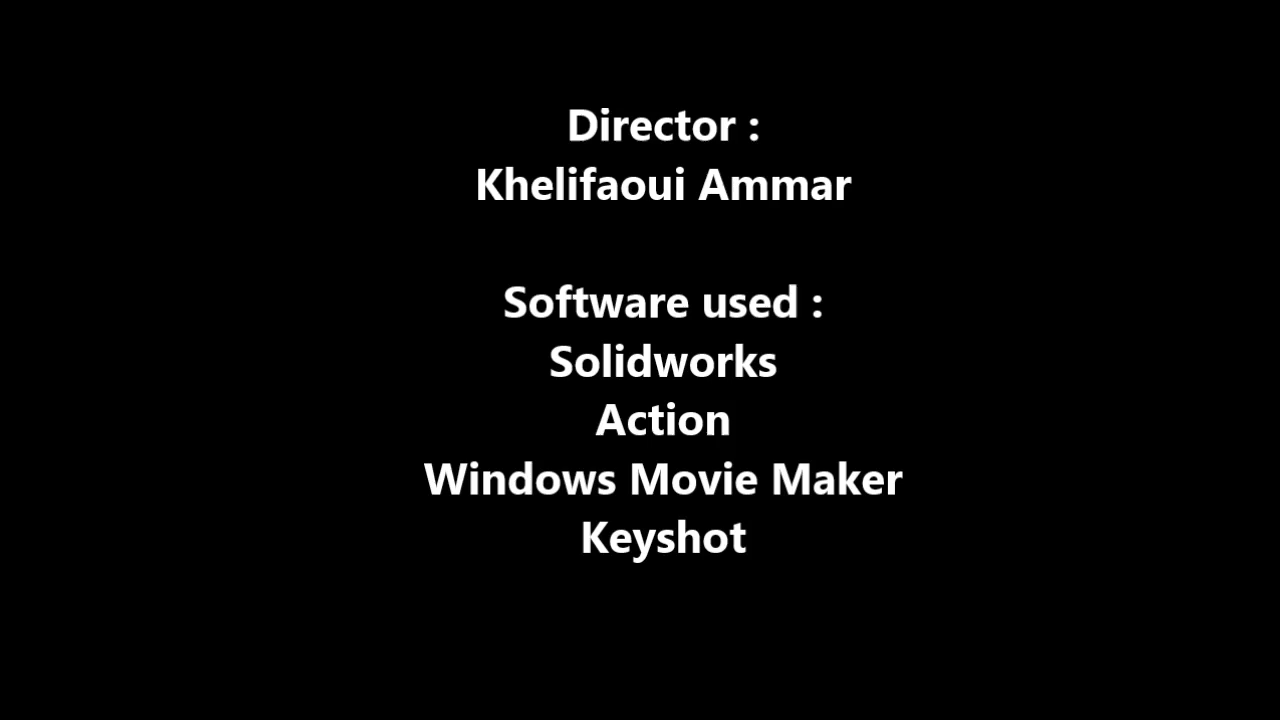 Director :
Khelifaoui Ammar
Software used :
Solidworks
Action
Windows Movie Maker
Keyshot